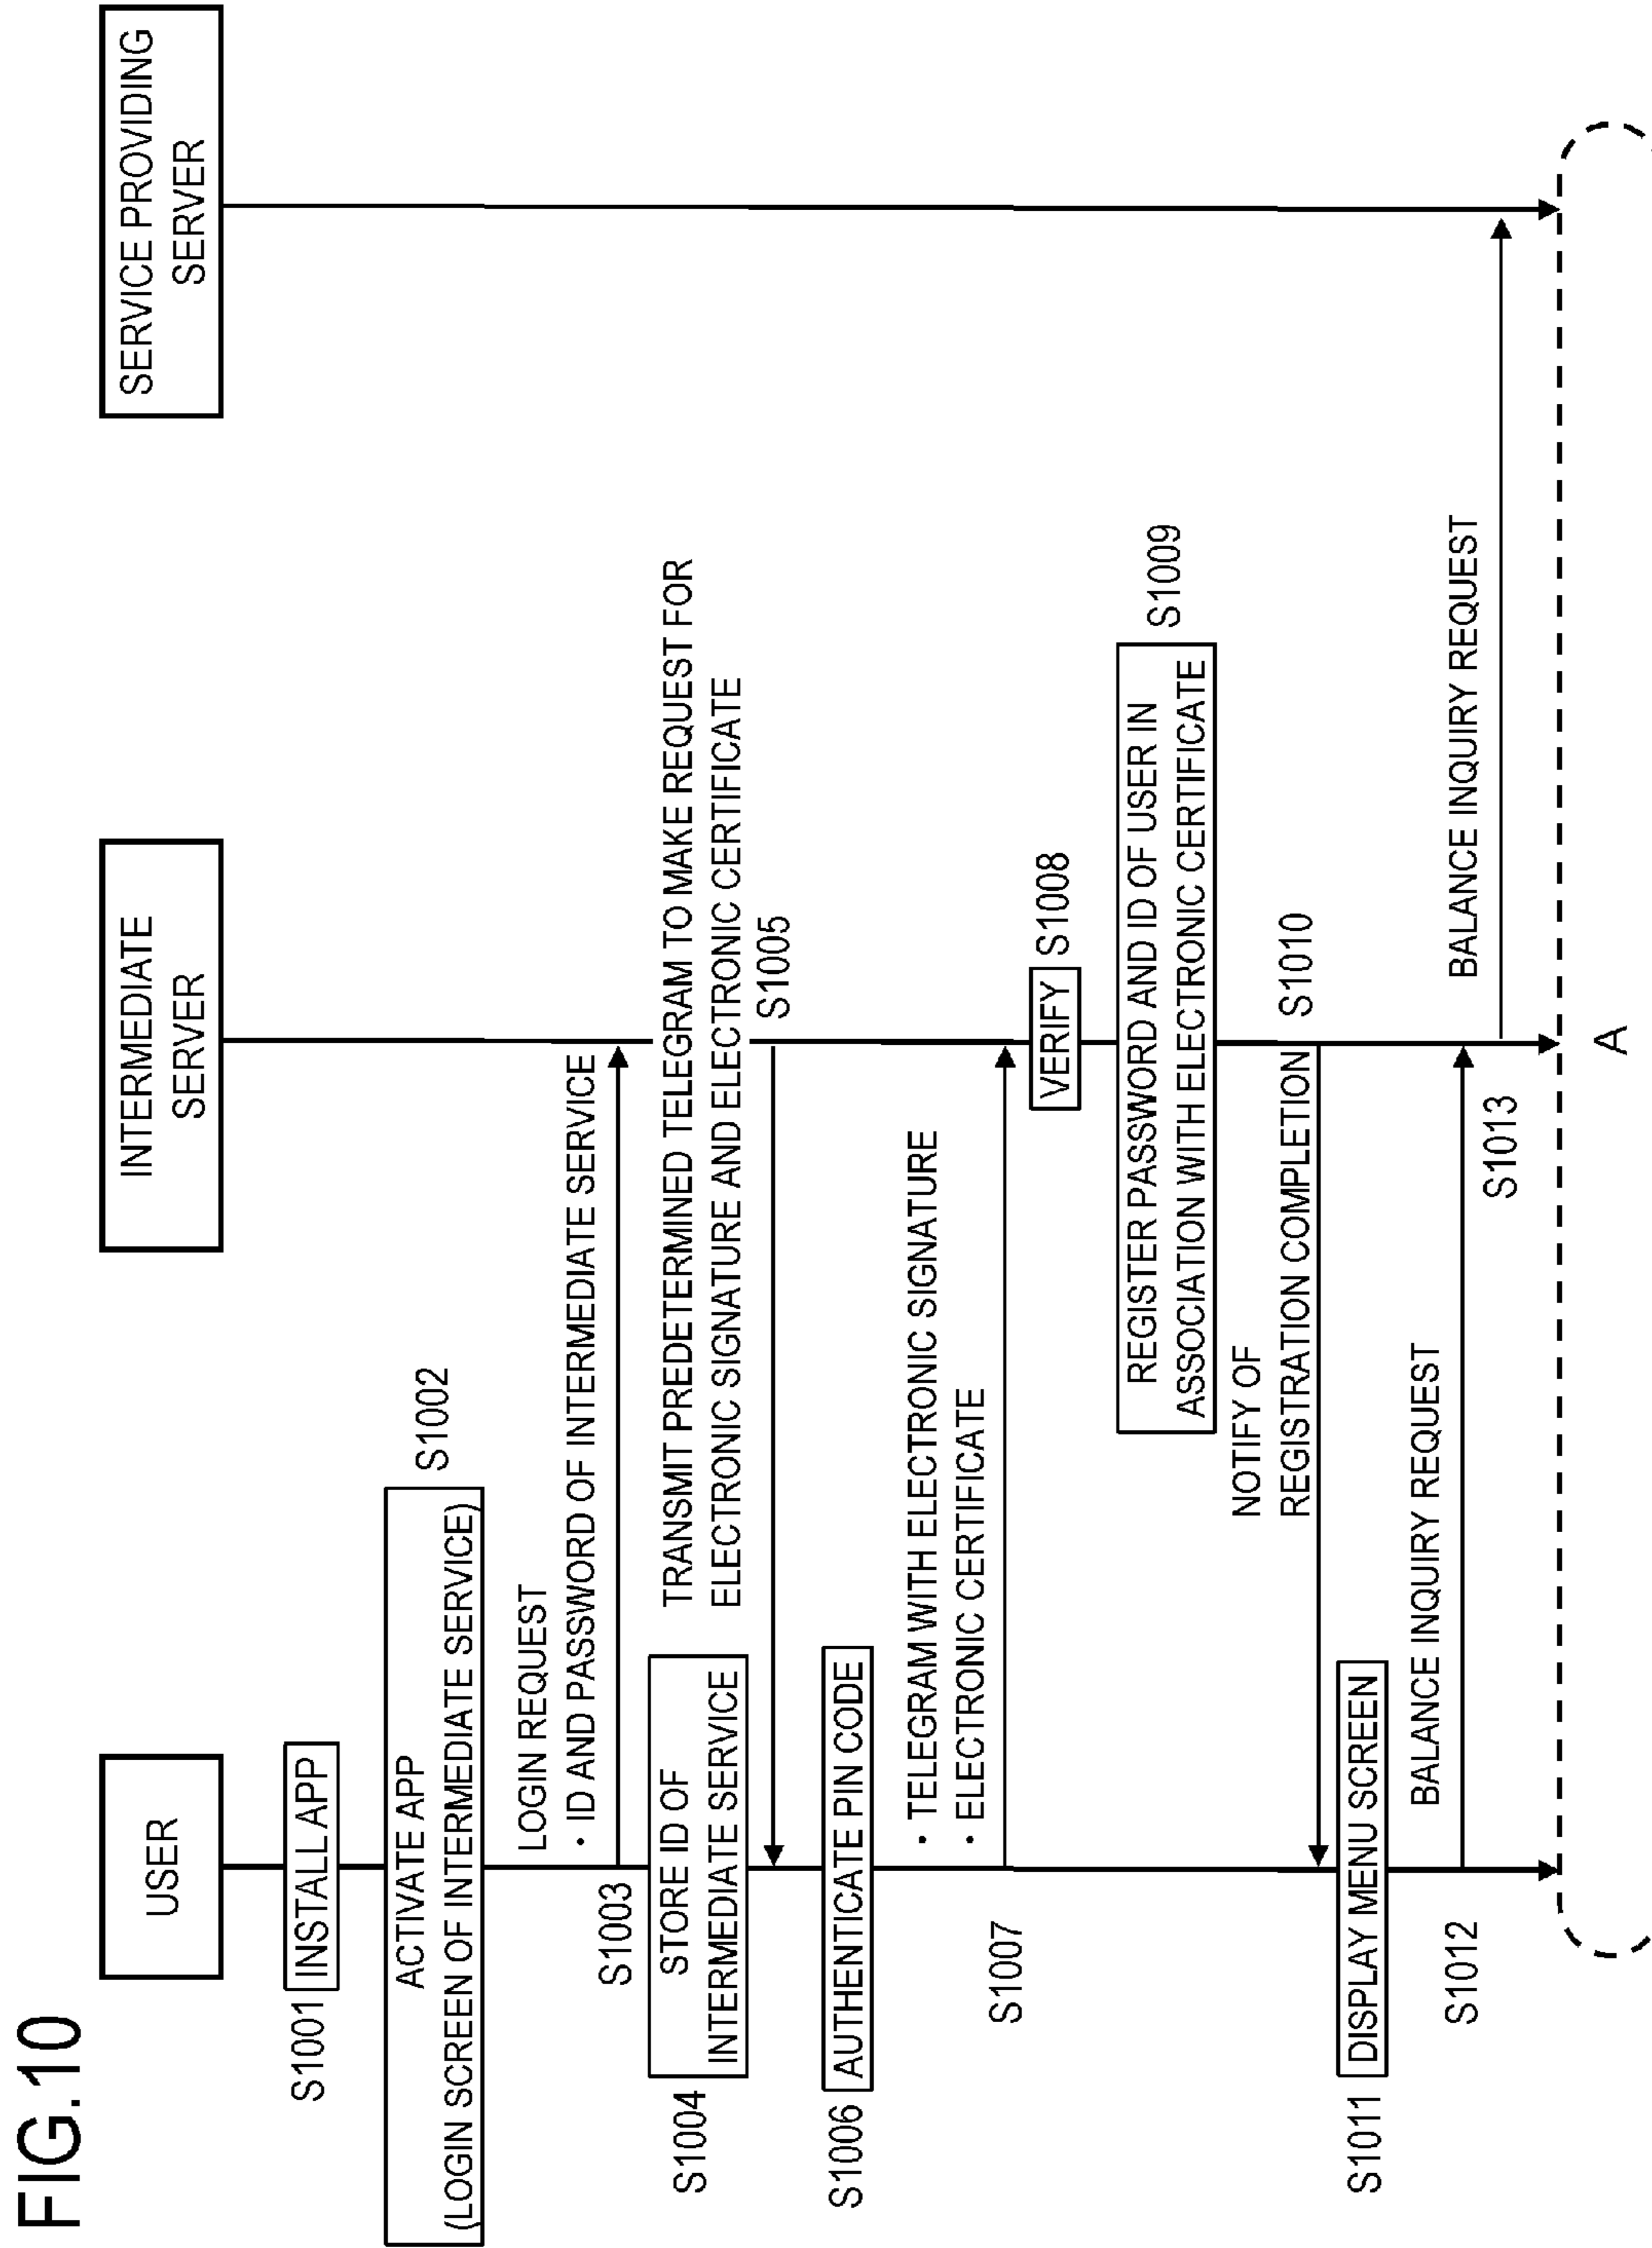 FIG.10
USER
INTERMEDIATE
SERVER
SERVICE PROVIDING
SERVER
S1001
INSTALL APP
ACTIVATE APP
(LOGIN SCREEN OF INTERMEDIATE SERVICE)
S1002
LOGIN REQUEST
・ID AND PASSWORD OF INTERMEDIATE SERVICE
S1003
S1004
STORE ID OF
INTERMEDIATE SERVICE
TRANSMIT PREDETERMINED TELEGRAM TO MAKE REQUEST FOR
ELECTRONIC SIGNATURE AND ELECTRONIC CERTIFICATE
S1005
S1006
AUTHENTICATE PIN CODE
・TELEGRAM WITH ELECTRONIC SIGNATURE
・ELECTRONIC CERTIFICATE
S1007
VERIFY
S1008
REGISTER PASSWORD AND ID OF USER IN
ASSOCIATION WITH ELECTRONIC CERTIFICATE
S1009
NOTIFY OF
REGISTRATION COMPLETION
S1010
S1011
DISPLAY MENU SCREEN
BALANCE INQUIRY REQUEST
S1012
BALANCE INQUIRY REQUEST
S1013
A